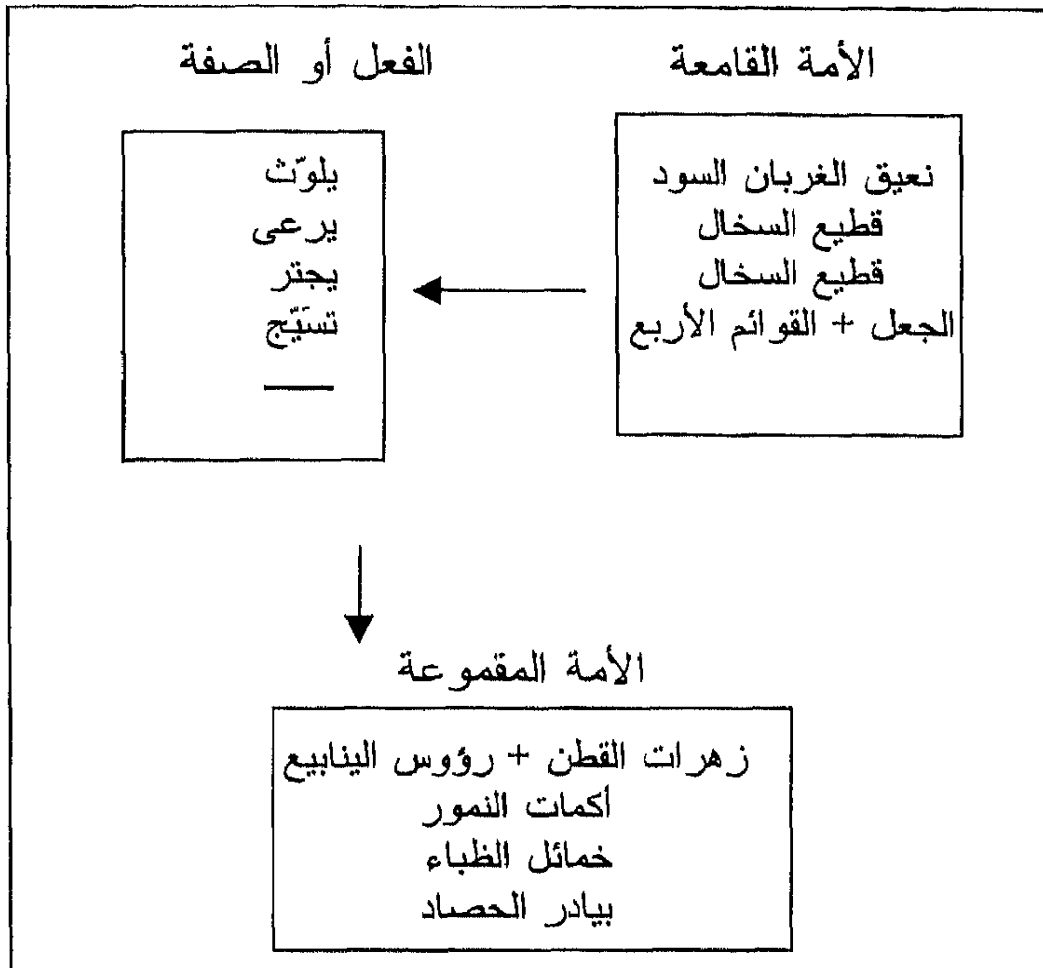 الأمة القامعة
نعيق الغربان السود
قطيع السخال
قطيع السخال
الجعل + القوائم الأربع
الفعل أو الصفة
يلوّث
يرعى
يجتر
تسَيّج
الأمة المقموعة
زهرات القطن + رؤوس الينابيع
أكمات النمور
خمائل الظباء
بيادر الحصاد